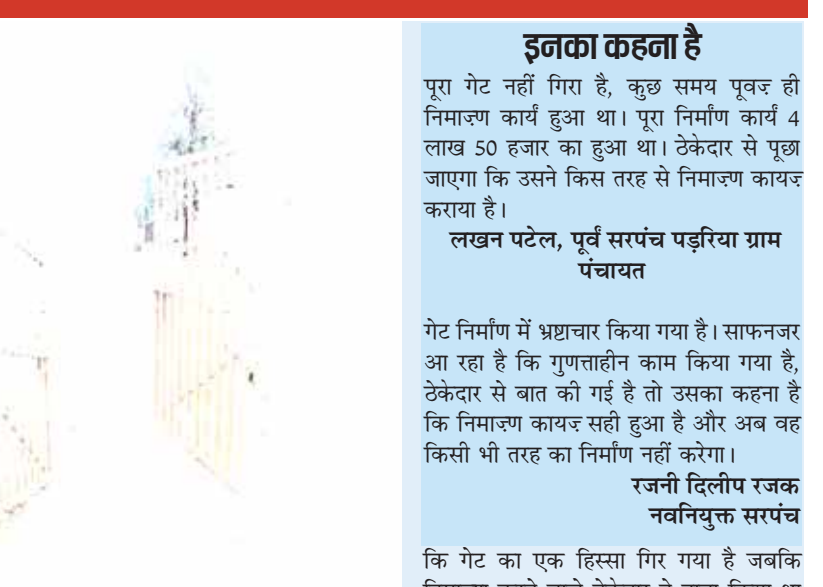 इनका कहना है
पूरा गेट नहीं गिरा है, कुछ समय पूवज़ ही
निमाज़्ण कार्य हुआ था। पूरा निर्माण कार्य 4
लाख 50 हजार का हुआ था। ठेकेदार से पूछा
जाएगा कि उसने किस तरह से निमाज़्ण कायज़
कराया है।
लखन पटेल, पूर्व सरपंच पड़रिया ग्राम
पंचायत
गेट निर्माण में भ्रष्टाचार किया गया है। साफनजर
आ रहा है कि गुणत्ताहीन काम किया गया है,
ठेकेदार से बात की गई है तो उसका कहना है
कि निमाज़्ण कायज़ सही हुआ है और अब वह
किसी भी तरह का निर्माण नहीं करेगा।
रजनी दिलीप रजक
नवनियुक्त सरपंच
कि गेट का एक हिस्सा गिर गया है जबकि